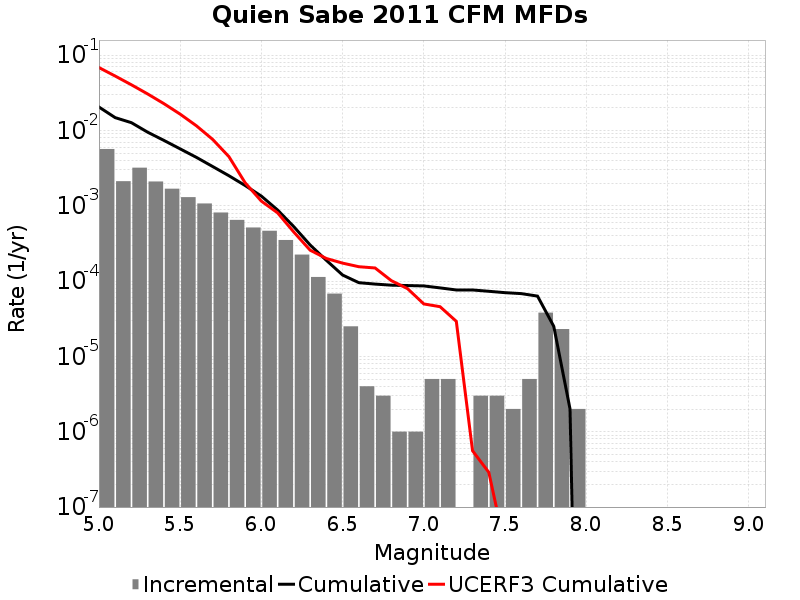 Quien Sabe 2011 CFM MFDs
10-1
10-2
10-3
10-4
10-5
10-6
10-7
Rate (1/yr)
5.0 5.5 6.0 6.5 7.0 7.5 8.0 8.5 9.0
Magnitude
Incremental Cumulative UCERF3 Cumulative